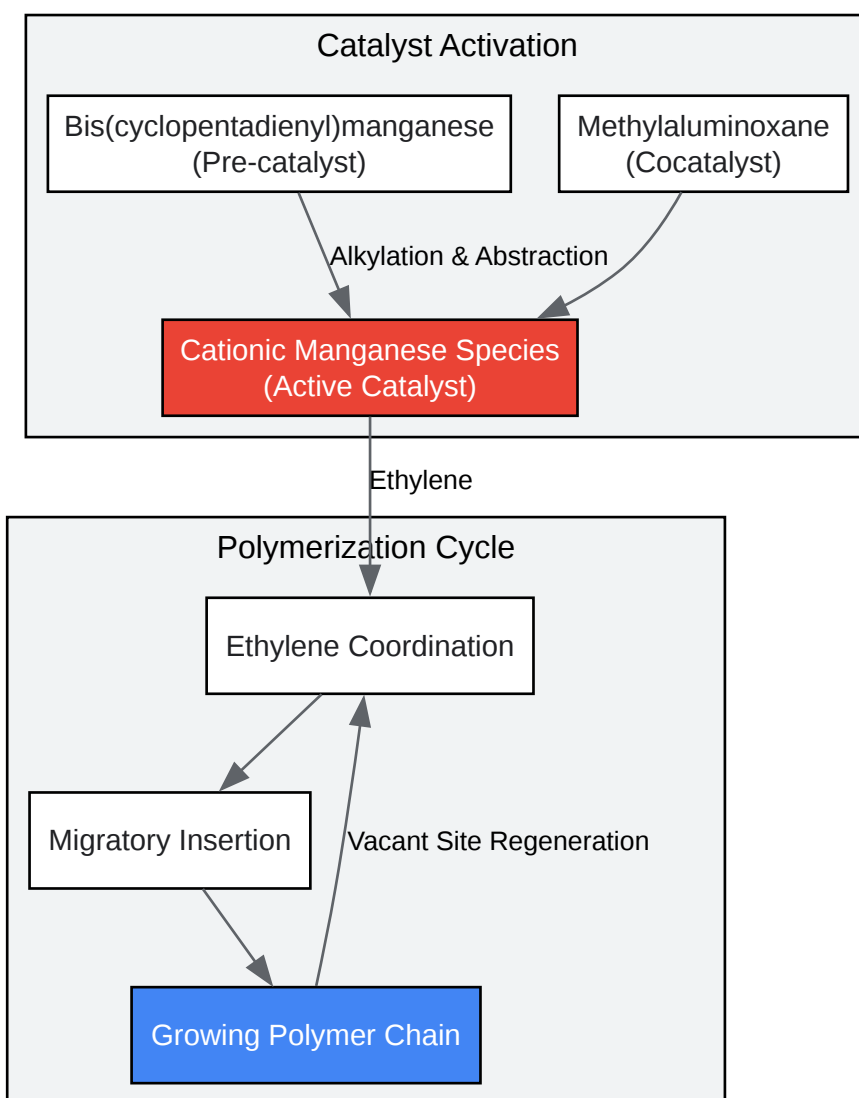 Catalyst Activation
Bis(cyclopentadienyl)manganese
(Pre-catalyst)
Methylaluminoxane
(Cocatalyst)
Alkylation & Abstraction
Cationic Manganese Species
(Active Catalyst)
Ethylene
Polymerization Cycle
Ethylene Coordination
Migratory Insertion
Vacant Site Regeneration
Growing Polymer Chain